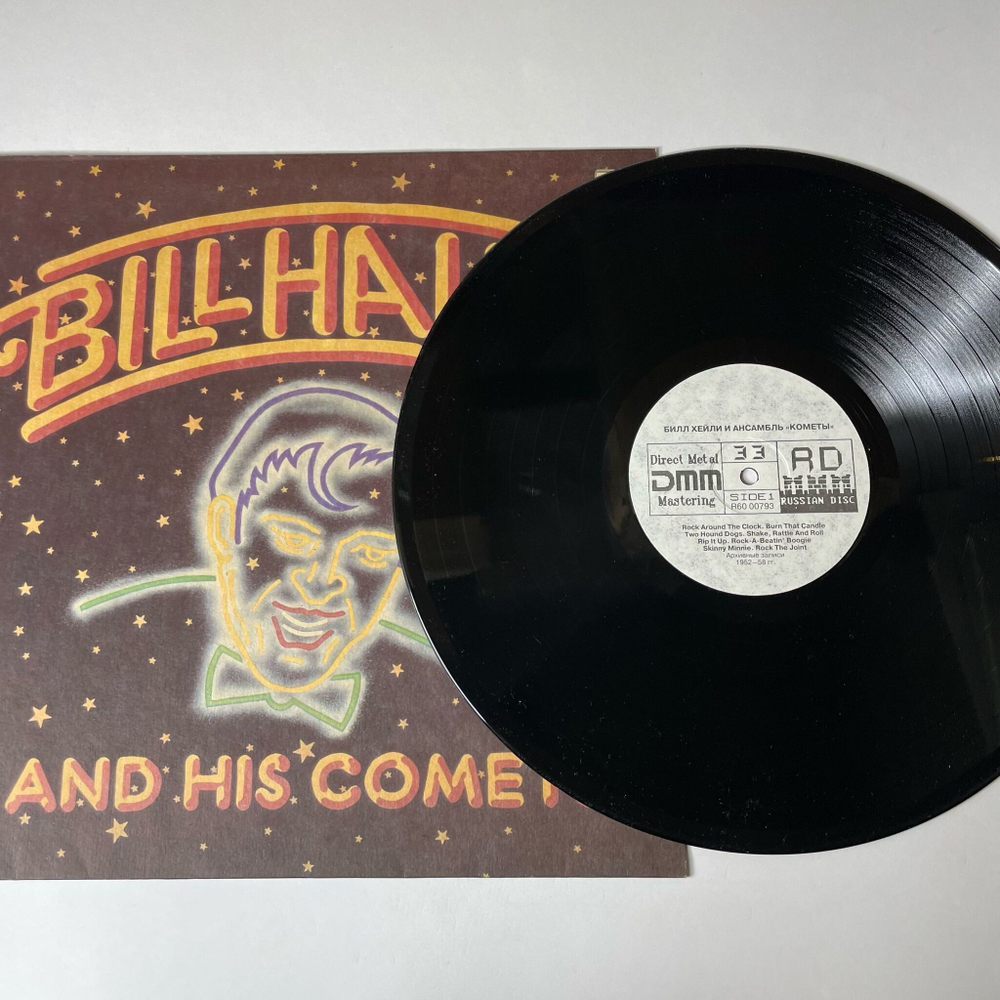 BILL HAL
AND HIS COMET
БИЛЛ ХЕЙЛИ И АНСАМБЛЬ «КОМЕТЫ»
Direct Metal
DMM
Mastering
33
SIDE 1
R60 00793
RD
RUSSIAN DISC
Rock Around The Clock. Burn That Candle
Two Hound Dogs. Shake, Rattle And Roll
Rip It Up. Rock-A-Beatin' Boogie
Skinny Minnie. Rock The Joint
Архивные записи
1952–58 гг.